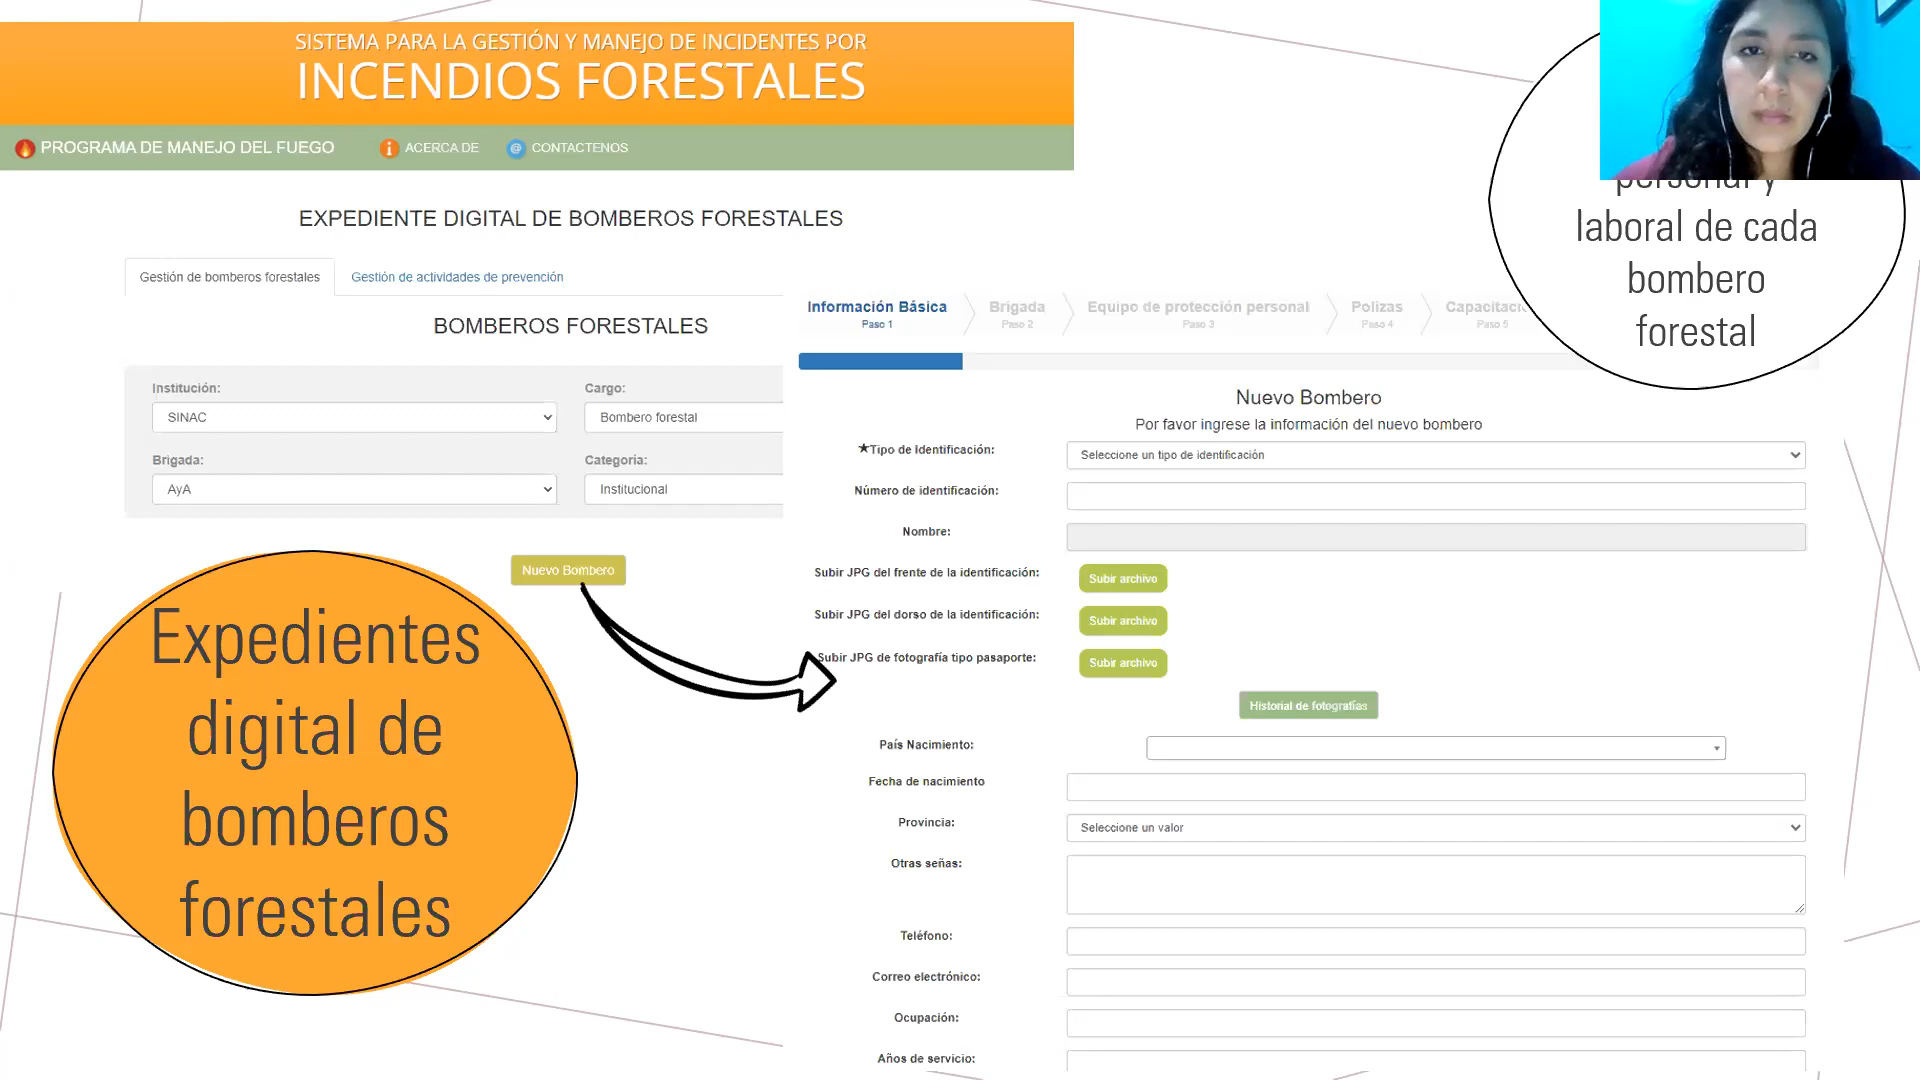 SISTEMA PARA LA GESTIÓN Y MANEJO DE INCIDENTES POR
INCENDIOS FORESTALES
PROGRAMA DE MANEJO DEL FUEGO
ACERCA DE
CONTACTENOS
EXPEDIENTE DIGITAL DE BOMBEROS FORESTALES
Gestión de bomberos forestales
Gestión de actividades de prevención
BOMBEROS FORESTALES
Institución:
SINAC
Cargo:
Bombero forestal
Brigada:
AyA
Categoría:
Institucional
Nuevo Bombero
Expedientes
digital de
bomberos
forestales
personal y
laboral de cada
bombero
forestal
Información Básica
Paso 1
Brigada
Paso 2
Equipo de protección personal
Paso 3
Polizas
Paso 4
Paso 5
Nuevo Bombero
Por favor ingrese la información del nuevo bombero
★Tipo de Identificación:
Seleccione un tipo de identificación
Número de identificación:
Nombre:
Subir JPG del frente de la identificación:
Subir archivo
Subir JPG del dorso de la identificación:
Subir archivo
Subir JPG de fotografía tipo pasaporte:
Subir archivo
Historial de fotografías
País Nacimiento:
Fecha de nacimiento
Provincia:
Seleccione un valor
Otras señas:
Teléfono:
Correo electrónico:
Ocupación:
Años de servicio: